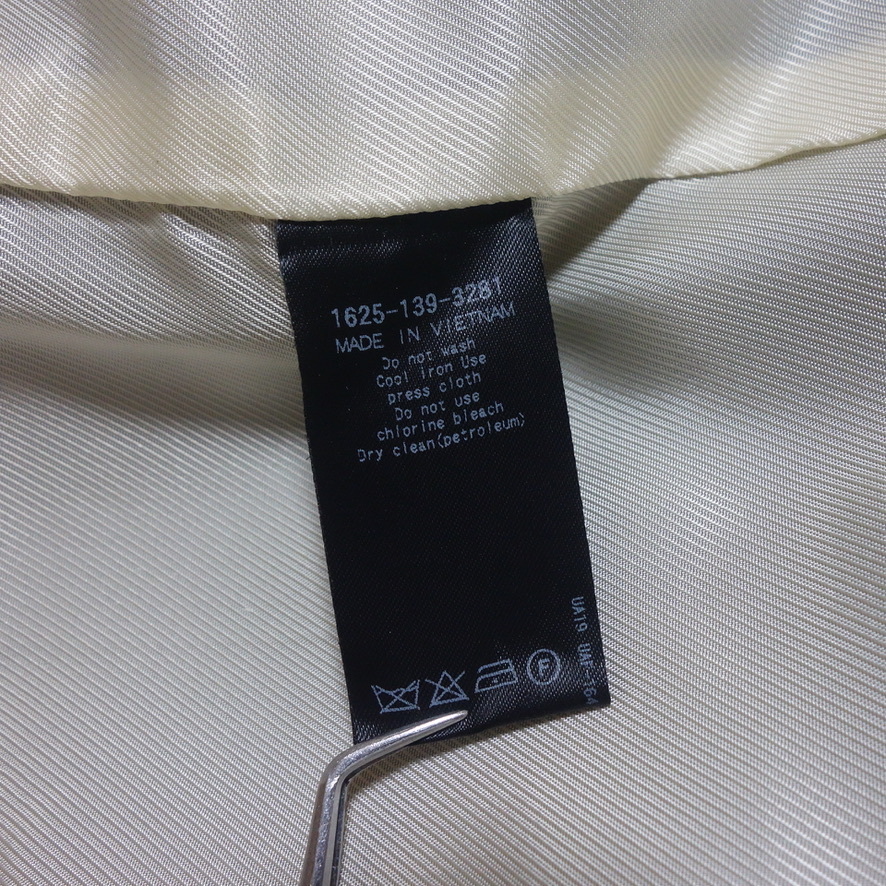 1625-139-3281
MADE IN VIETNAM
Do not wash
Cool iron Use
press cloth
Do not use
chlorine bleach
Dry clean(petroleum)
UA19
F